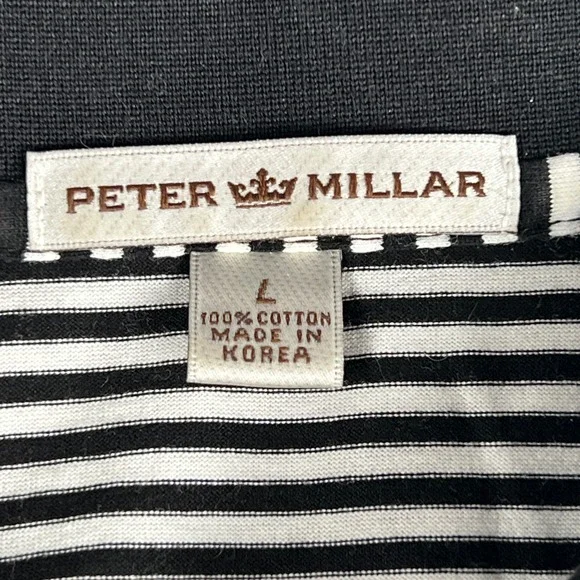 PETER MILLAR
L
100% COTTON
MADE IN
KOREA